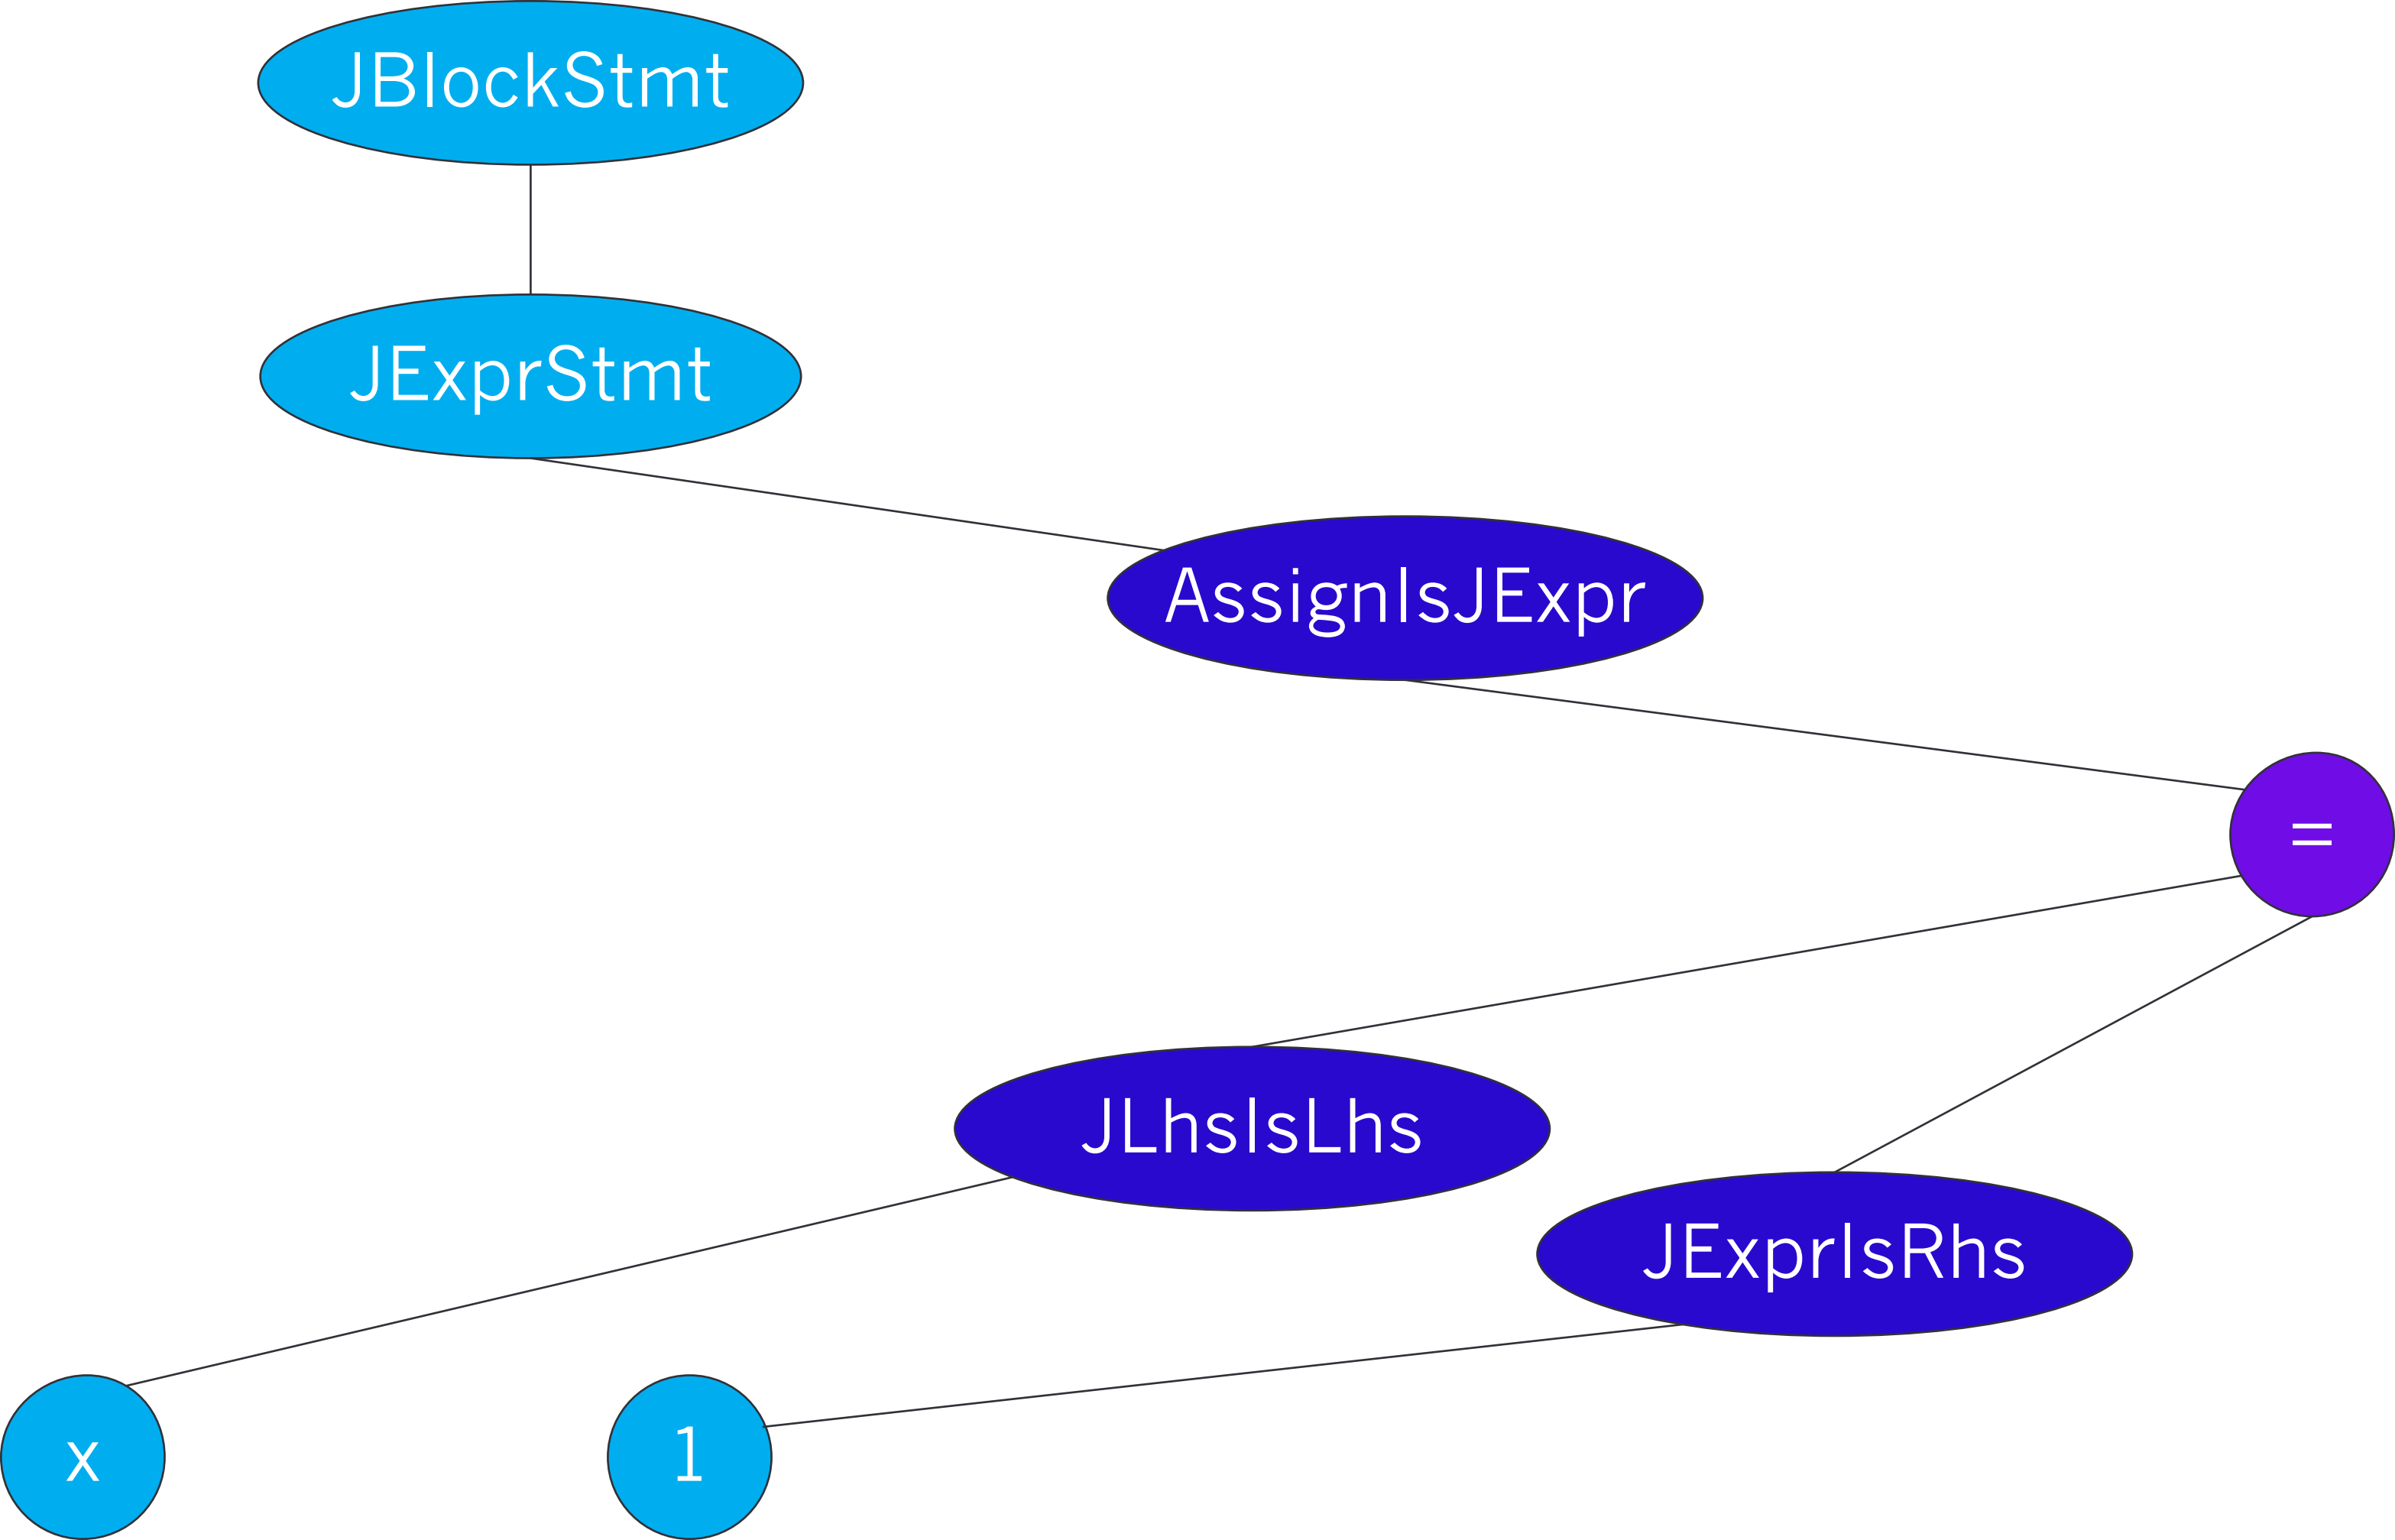 JBlockStmt
JExprStmt
AssignIsJExpr
=
JLhsIsLhs
JExprIsRhs
x
1